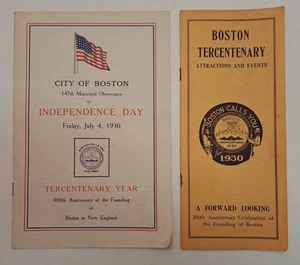 CITY OF BOSTON
147th Municipal Observance
of
INDEPENDENCE DAY
Friday, July 4, 1930
TERCENTENARY YEAR
300th Anniversary of the Founding
of
Boston in New England
BOSTON
TERCENTENARY
ATTRACTIONS AND EVENTS
BOSTON CALLS YOU
1930
A FORWARD LOOKING
300th Anniversary Celebration of
the Founding of Boston